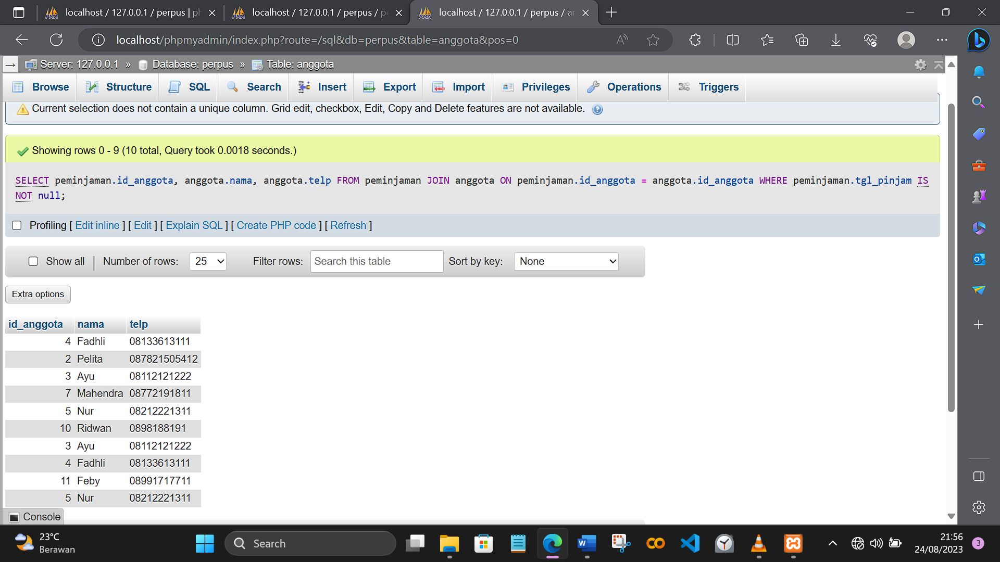 localhost / 127.0.0.1 / perpus | ph
localhost / 127.0.0.1 / perpus / pe
localhost / 127.0.0.1 / perpus / an
localhost/phpmyadmin/index.php?route=/sql&db=perpus&table=anggota&pos=0
Server: 127.0.0.1 » Database: perpus » Table: anggota
Browse Structure SQL Search Insert Export Import Privileges Operations Triggers
Current selection does not contain a unique column. Grid edit, checkbox, Edit, Copy and Delete features are not available.
Showing rows 0 - 9 (10 total, Query took 0.0018 seconds.)
SELECT peminjaman.id_anggota, anggota.nama, anggota.telp FROM peminjaman JOIN anggota ON peminjaman.id_anggota = anggota.id_anggota WHERE peminjaman.tgl_pinjam IS
NOT null;
Profiling [ Edit inline ] [ Edit ] [ Explain SQL ] [ Create PHP code ] [ Refresh ]
Show all | Number of rows: 25 Filter rows: Search this table Sort by key: None
Extra options
id_anggota nama telp
4 Fadhli 08133613111
2 Pelita 087821505412
3 Ayu 08112121222
7 Mahendra 08772191811
5 Nur 08212221311
10 Ridwan 0898188191
3 Ayu 08112121222
4 Fadhli 08133613111
11 Feby 08991717711
5 Nur 08212221311
Console
23°C
Berawan
Search
21:56
24/08/2023
3